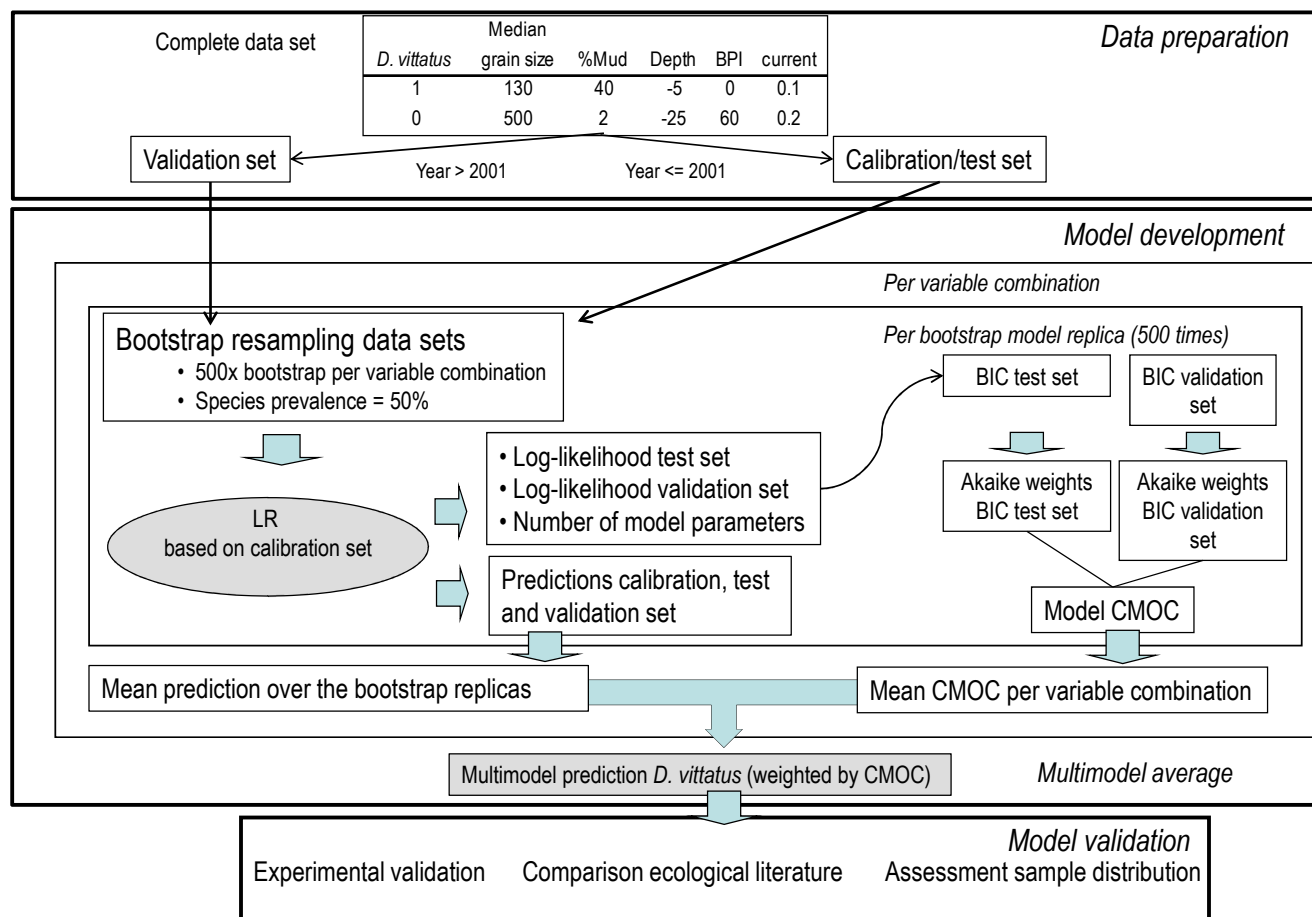 Data preparation
Complete data set
Median
D. vittatus grain size %Mud Depth BPI current
1 130 40 -5 0 0.1
0 500 2 -25 60 0.2
Validation set
Year > 2001
Year <= 2001
Calibration/test set
Model development
Per variable combination
Bootstrap resampling data sets
• 500x bootstrap per variable combination
• Species prevalence = 50%
Per bootstrap model replica (500 times)
BIC test set
BIC validation
set
• Log-likelihood test set
• Log-likelihood validation set
• Number of model parameters
Akaike weights
BIC test set
Akaike weights
BIC validation
set
LR
based on calibration set
Predictions calibration, test
and validation set
Model CMOC
Mean prediction over the bootstrap replicas
Mean CMOC per variable combination
Multimodel prediction D. vittatus (weighted by CMOC)
Multimodel average
Model validation
Experimental validation
Comparison ecological literature
Assessment sample distribution